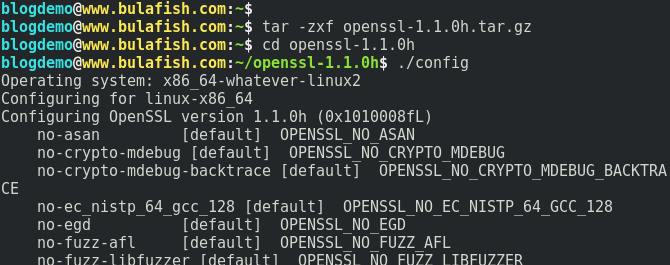 blogdemo@www.bulafish.com:~$
blogdemo@www.bulafish.com:~$ tar -zxf openssl-1.1.0h.tar.gz
blogdemo@www.bulafish.com:~$ cd openssl-1.1.0h
blogdemo@www.bulafish.com:~/openssl-1.1.0h$ ./config
Operating system: x86_64-whatever-linux2
Configuring for linux-x86_64
Configuring OpenSSL version 1.1.0h (0x1010008fL)
    no-asan         [default]  OPENSSL_NO_ASAN
    no-crypto-mdebug [default]  OPENSSL_NO_CRYPTO_MDEBUG
    no-crypto-mdebug-backtrace [default]  OPENSSL_NO_CRYPTO_MDEBUG_BACKTRA
CE
    no-ec_nistp_64_gcc_128 [default]  OPENSSL_NO_EC_NISTP_64_GCC_128
    no-egd          [default]  OPENSSL_NO_EGD
    no-fuzz-afl     [default]  OPENSSL_NO_FUZZ_AFL
    no-fuzz-libfuzzer [default]  OPENSSL_NO_FUZZ_LIBFUZZER